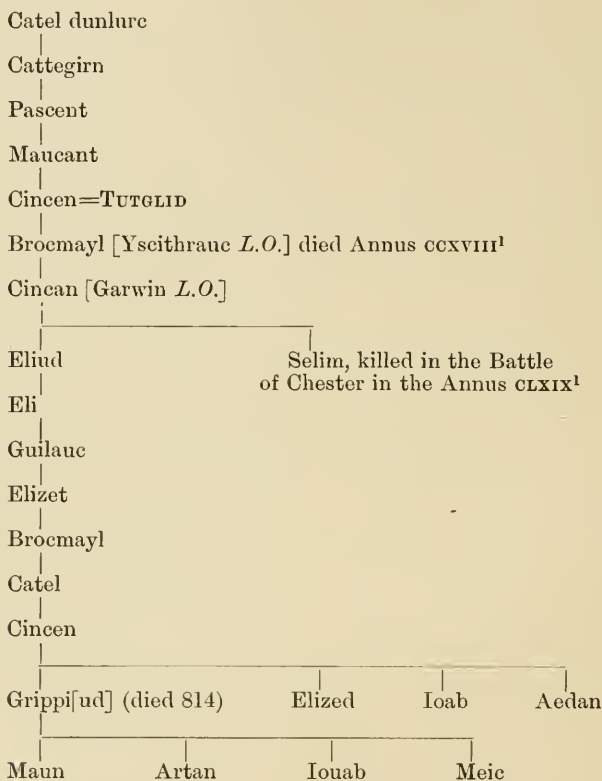 Catel dunlurc
Cattegirn
Pascent
Maucant
Cincen=TUTGLID
Brocmayl [Yscithrauc L.O.] died Annus CCXVIII¹
Cincan [Garwin L.O.]
Eliud
Selim, killed in the Battle
of Chester in the Annus CLXIX¹
Eli
Guilauc
Elizet
Brocmayl
Catel
Cincen
Grippi[ud] (died 814) Elized Ioab Aedan
Maun Artan Iouab Meic